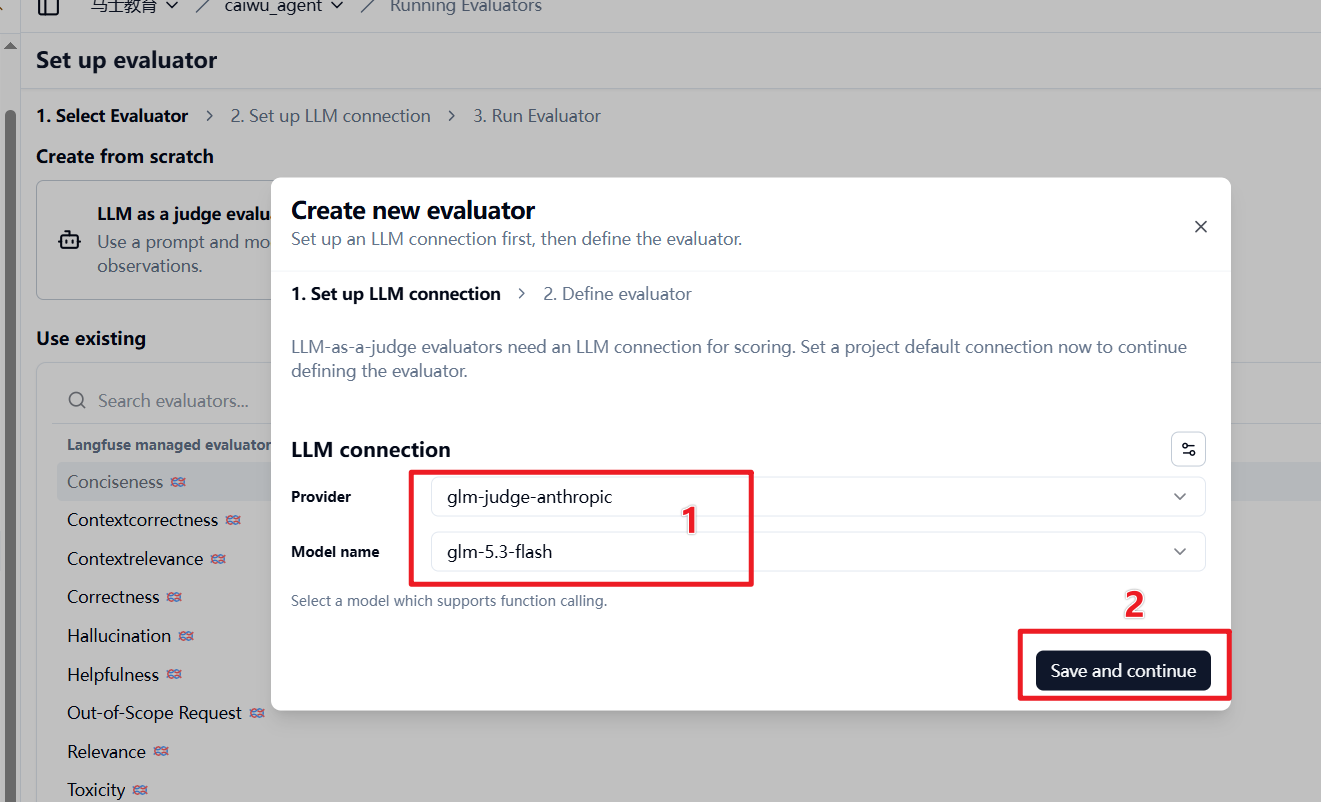 马士教育 / caiwu_agent / Running Evaluators
Set up evaluator
1. Select Evaluator > 2. Set up LLM connection > 3. Run Evaluator
Create from scratch
LLM as a judge evalu
Use a prompt and mo
observations.
Use existing
Search evaluators...
Langfuse managed evaluator
Conciseness
Contextcorrectness
Contextrelevance
Correctness
Hallucination
Helpfulness
Out-of-Scope Request
Relevance
Toxicity
Create new evaluator
Set up an LLM connection first, then define the evaluator.
1. Set up LLM connection > 2. Define evaluator
LLM-as-a-judge evaluators need an LLM connection for scoring. Set a project default connection now to continue
defining the evaluator.
LLM connection
Provider glm-judge-anthropic
1
Model name glm-5.3-flash
Select a model which supports function calling.
2
Save and continue